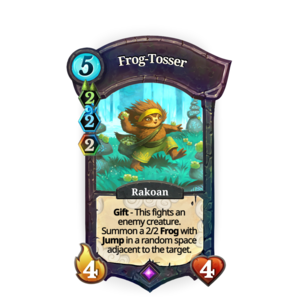 Frog-Tosser
5
2
2
2
Rakoan
Gift - This fights an
enemy creature.
Summon a 2/2 Frog with
Jump in a random space
adjacent to the target.
4
4